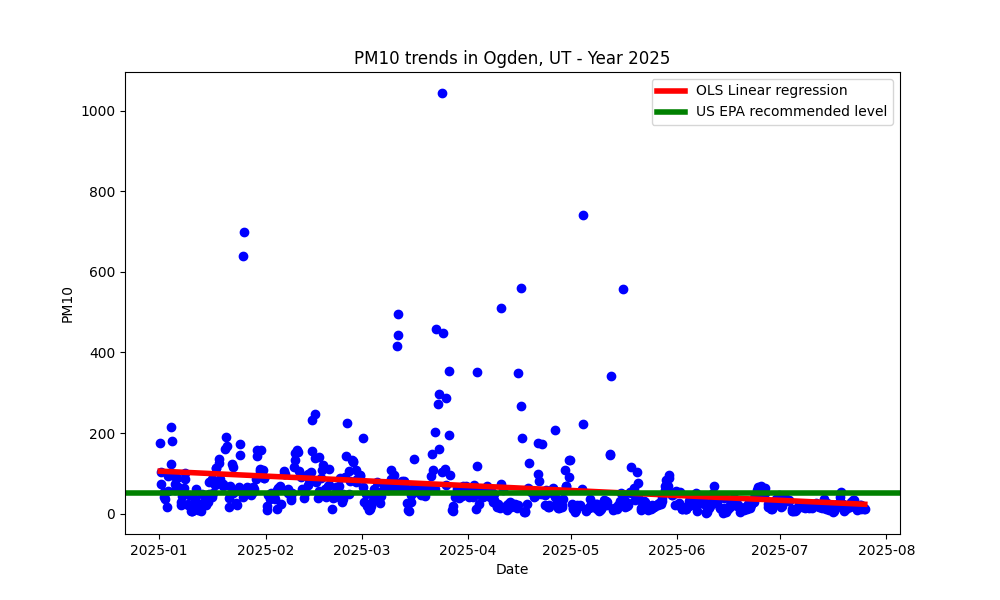 PM10 trends in Ogden, UT - Year 2025
OLS Linear regression
US EPA recommended level
1000
800
600
400
200
0
PM10
2025-01
2025-02
2025-03
2025-04
2025-05
2025-06
2025-07
2025-08
Date